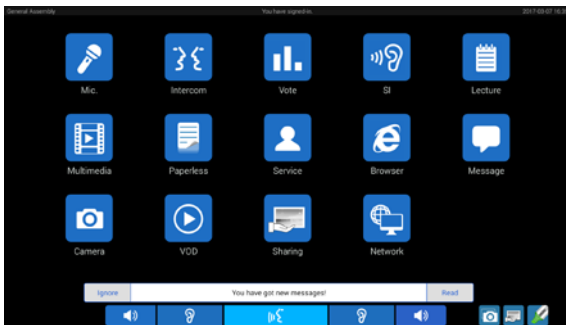 General Assembly You have signed-in. 2017-03-07 16:3
Mic. Intercom Vote SI Lecture
Multimedia Paperless Service Browser Message
Camera VOD Sharing Network
Ignore You have got new messages! Read